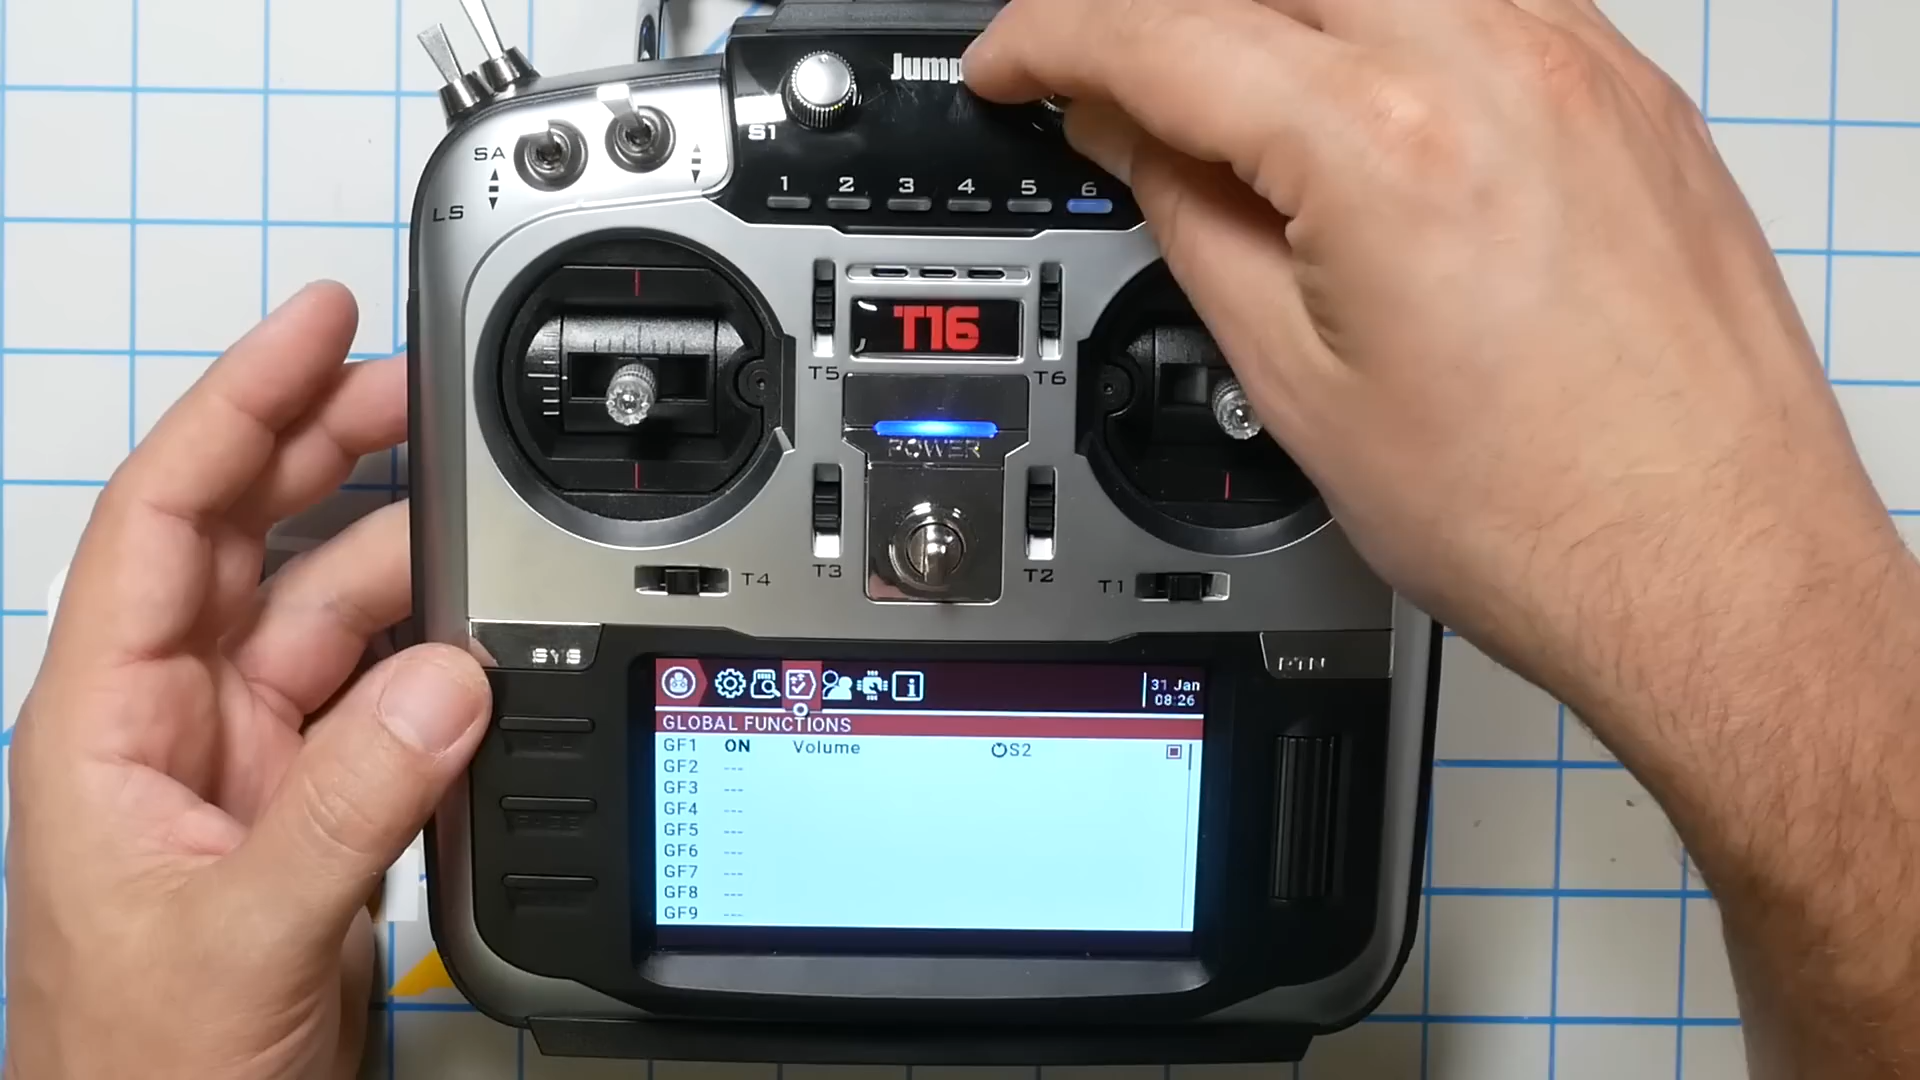 Jump
S1
SA
LS
1 2 3 4 5 6
T16
T5
T6
POWER
T4
T3
T2
T1
SYS
RTN
31 Jan
08:26
GLOBAL FUNCTIONS
GF1 ON Volume S2
GF2 ---
GF3 ---
GF4 ---
GF5 ---
GF6 ---
GF7 ---
GF8 ---
GF9 ---